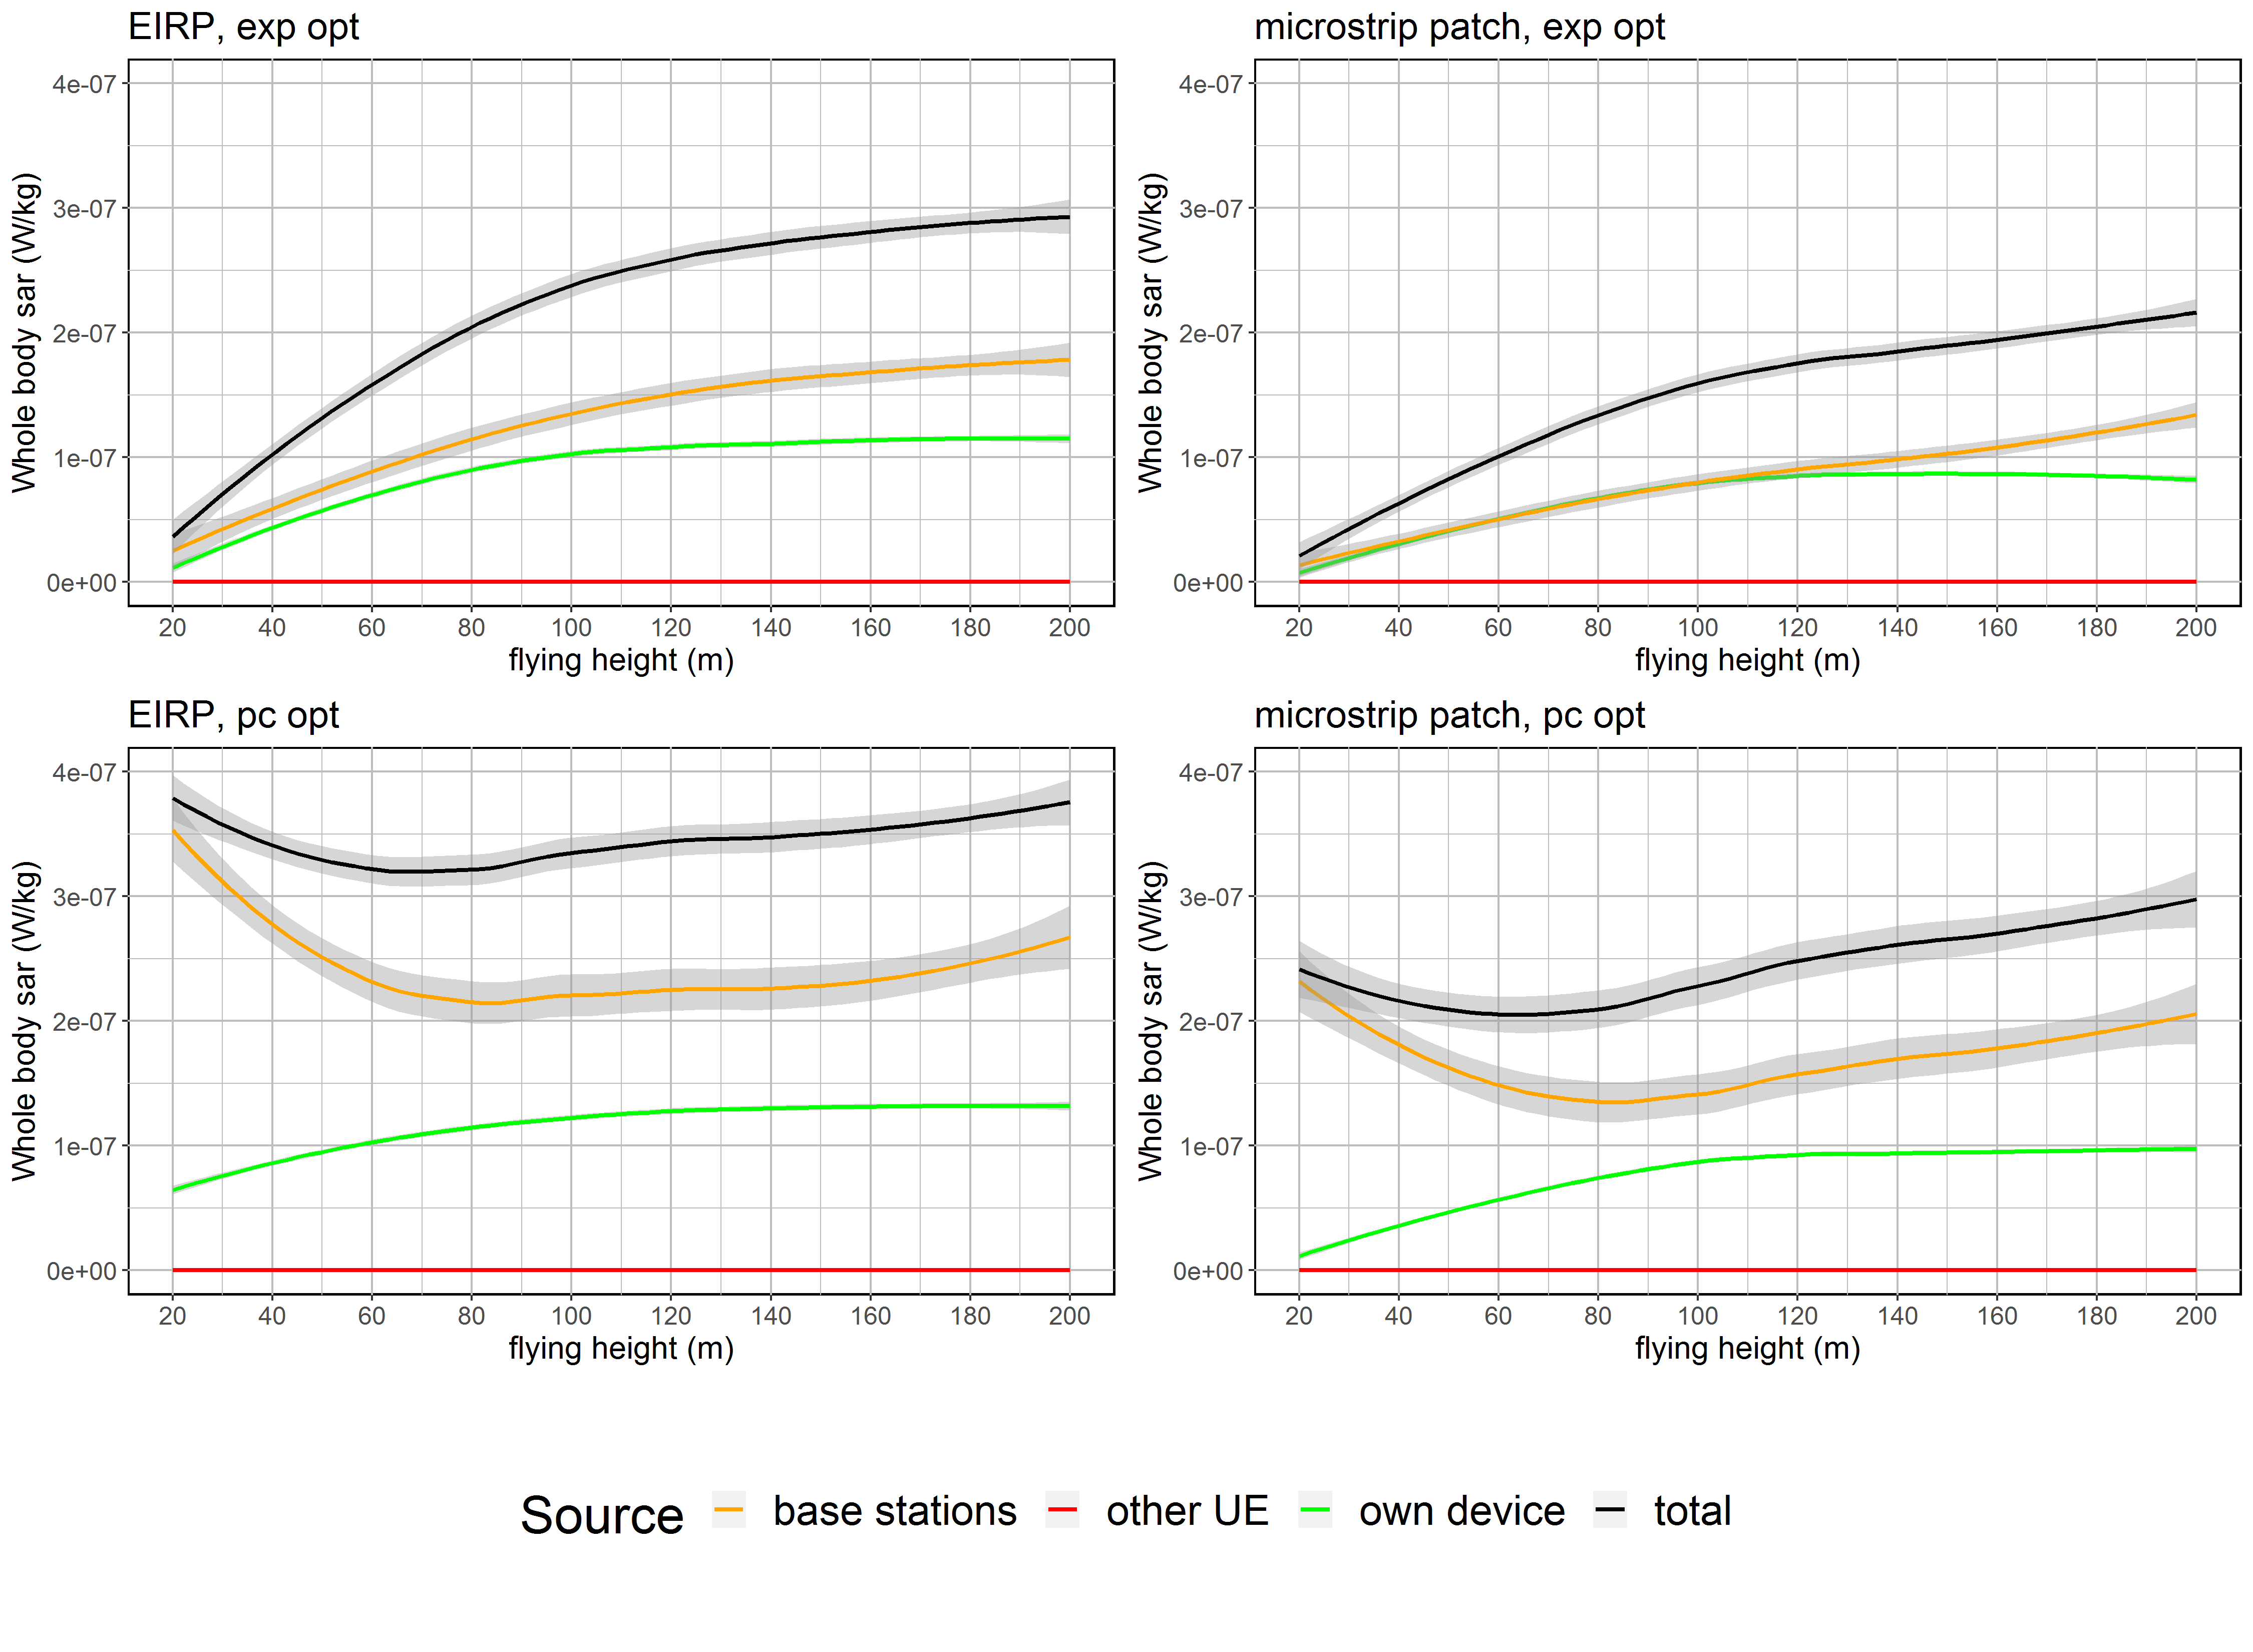 EIRP, exp opt
Whole body sar (W/kg)
4e-07
3e-07
2e-07
1e-07
0e+00
20 40 60 80 100 120 140 160 180 200
flying height (m)
microstrip patch, exp opt
Whole body sar (W/kg)
4e-07
3e-07
2e-07
1e-07
0e+00
20 40 60 80 100 120 140 160 180 200
flying height (m)
EIRP, pc opt
Whole body sar (W/kg)
4e-07
3e-07
2e-07
1e-07
0e+00
20 40 60 80 100 120 140 160 180 200
flying height (m)
microstrip patch, pc opt
Whole body sar (W/kg)
4e-07
3e-07
2e-07
1e-07
0e+00
20 40 60 80 100 120 140 160 180 200
flying height (m)
Source base stations other UE own device total